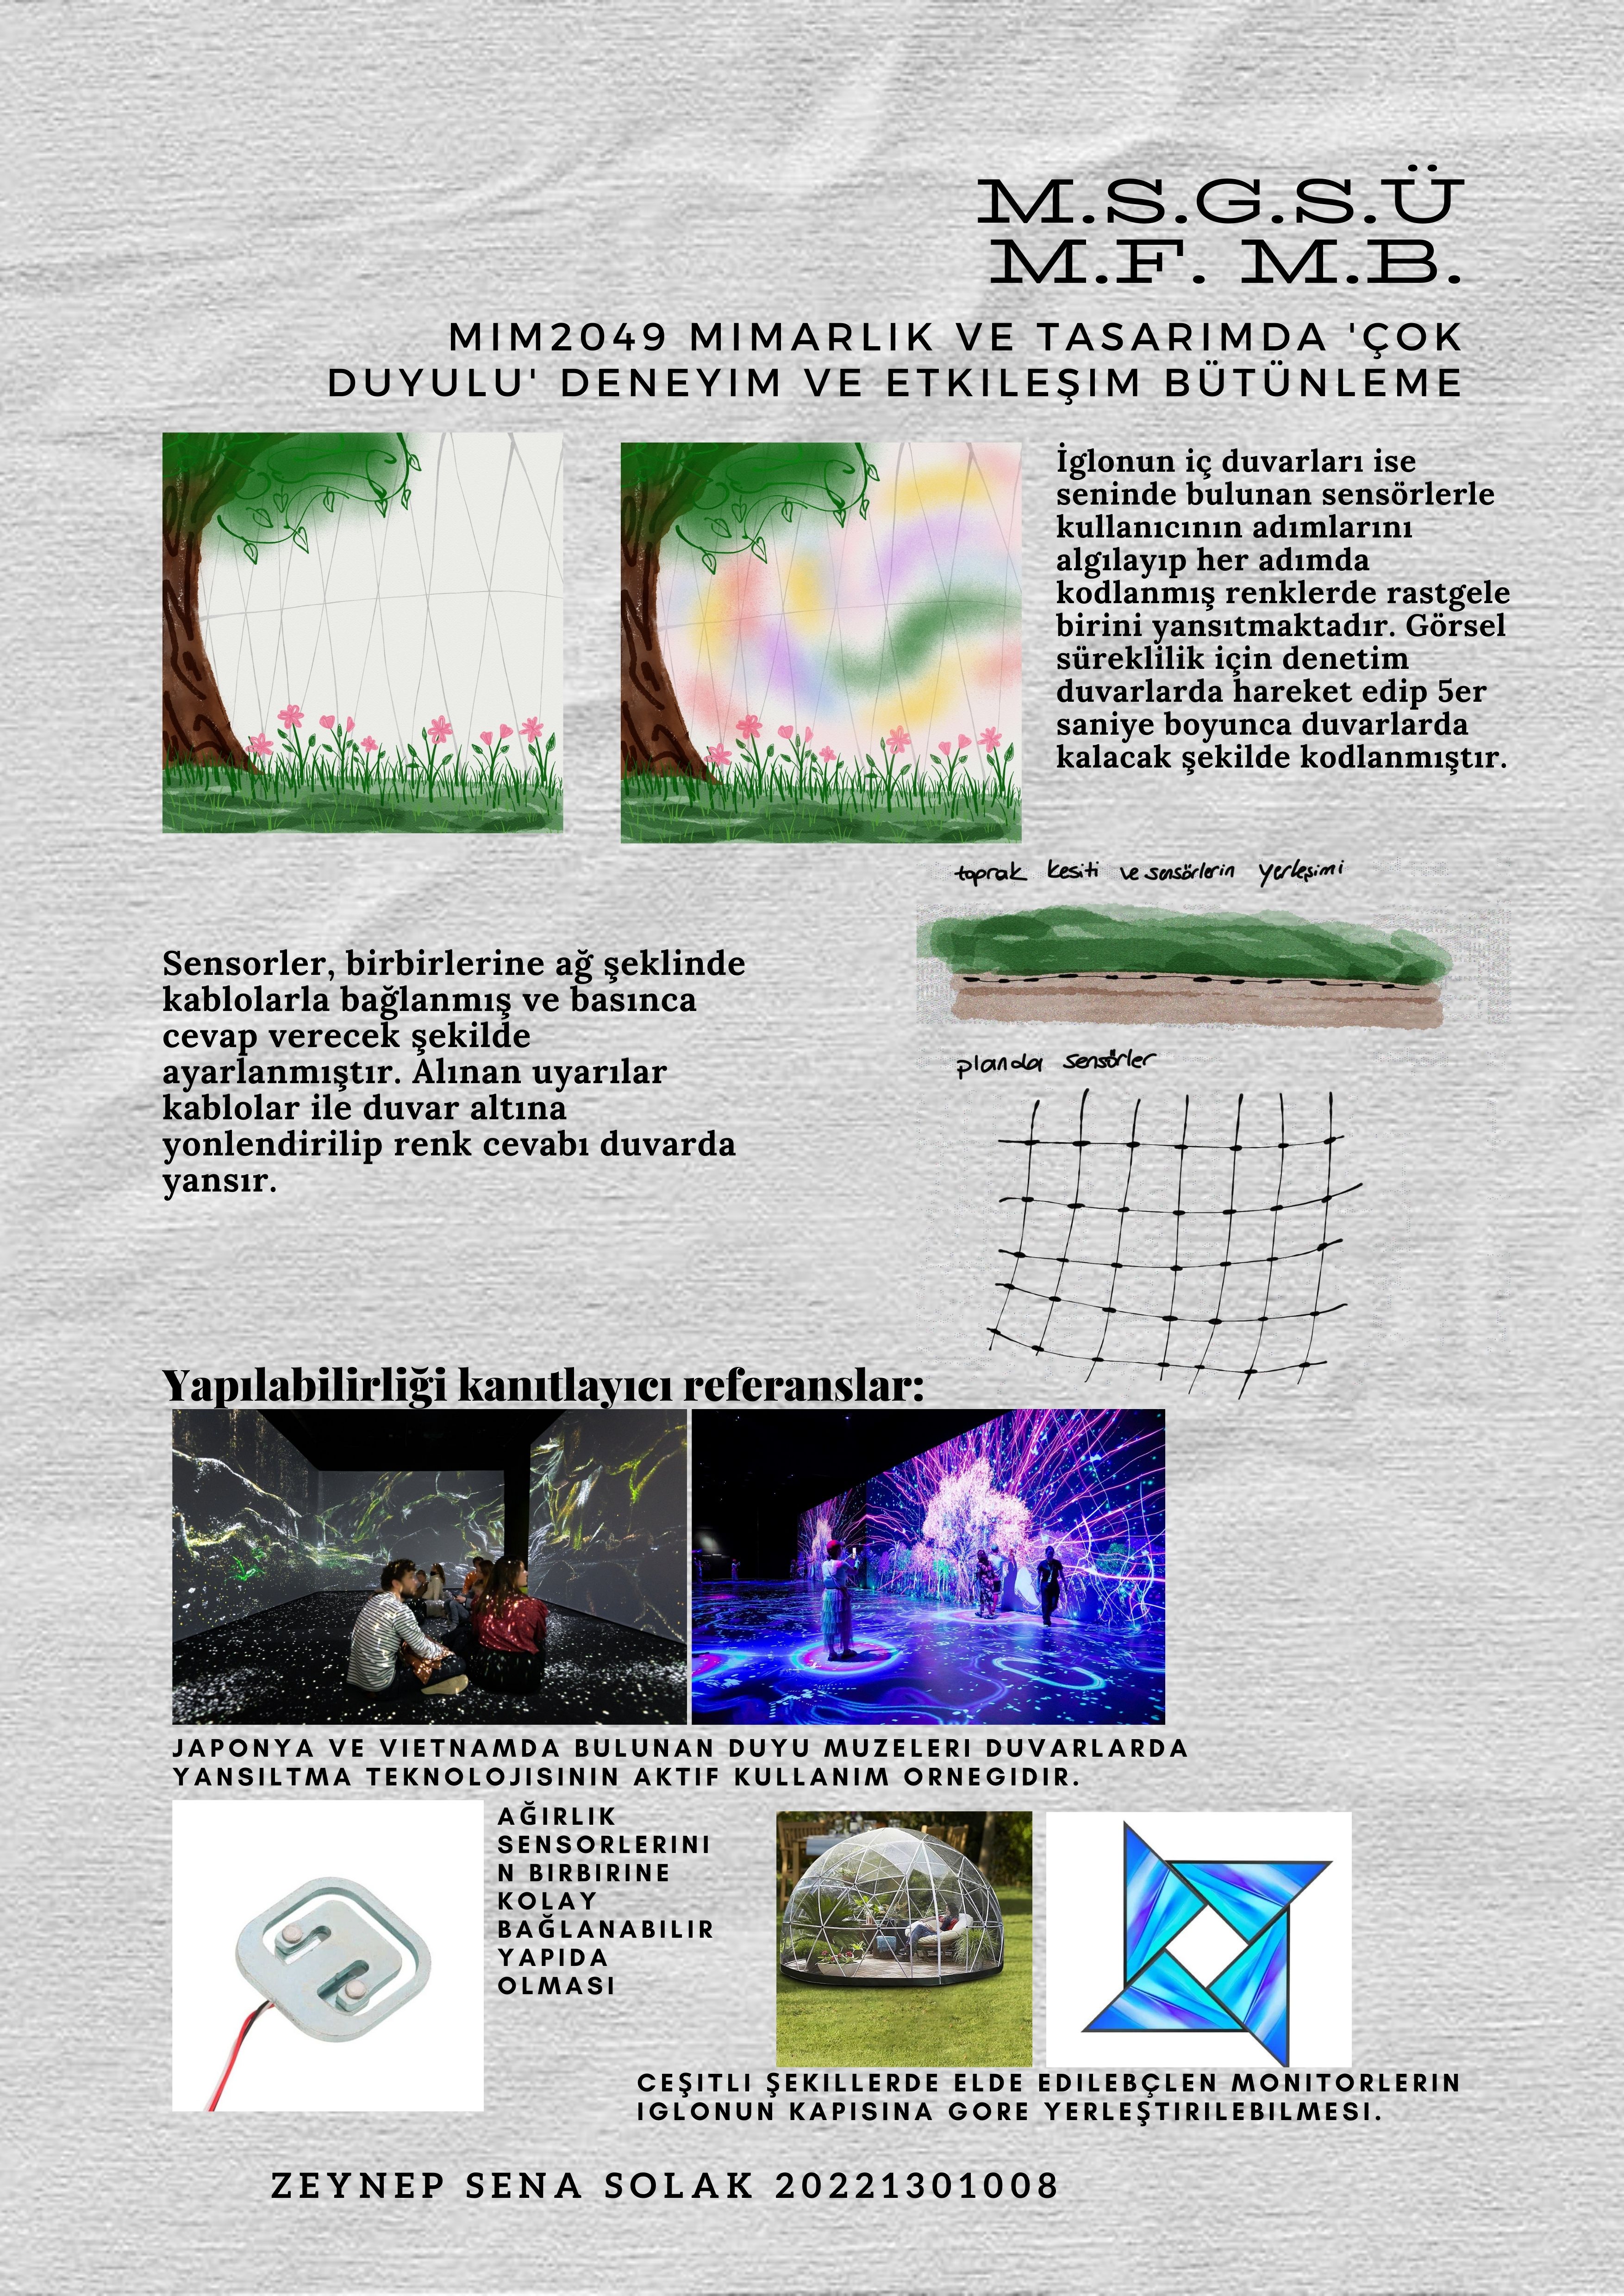 M.S.G.S.Ü
M.F. M.B.
MIM2049 MIMARLIK VE TASARIMDA 'ÇOK
DUYULU' DENEYIM VE ETKILEŞIM BÜTÜNLEME
İglonun iç duvarları ise
seninde bulunan sensörlerle
kullanıcının adımlarını
algılayıp her adımda
kodlanmış renklerde rastgele
birini yansıtmaktadır. Görsel
süreklilik için denetim
duvarlarda hareket edip 5er
saniye boyunca duvarlarda
kalacak şekilde kodlanmıştır.
toprak kesiti ve sensörlerin yerleşimi
Sensorler, birbirlerine ağ şeklinde
kablolarla bağlanmış ve basınca
cevap verecek şekilde
ayarlanmıştır. Alınan uyarılar
kablolar ile duvar altına
yonlendirilip renk cevabı duvarda
yansır.
planda sensörler
Yapılabilirliği kanıtlayıcı referanslar:
JAPONYA VE VIETNAMDA BULUNAN DUYU MUZELERI DUVARLARDA
YANSILTMA TEKNOLOJISININ AKTIF KULLANIM ORNEGIDIR.
AĞIRLIK
SENSORLERINI
N BIRBIRINE
KOLAY
BAĞLANABILIR
YAPIDA
OLMASI
CEŞITLI ŞEKILLERDE ELDE EDILEBÇLEN MONITORLERIN
IGLONUN KAPISINA GORE YERLEŞTIRILEBILMESI.
ZEYNEP SENA SOLAK 20221301008